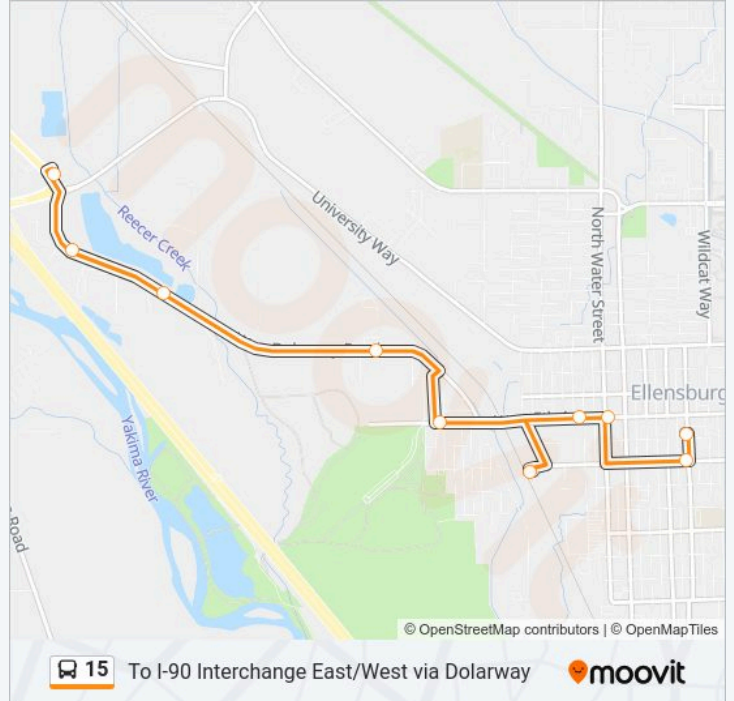 Reecer Creek
University Way
North Water Street
Wildcat Way
Ellensburg
Yakima River
Road
moovit
© OpenStreetMap contributors | © OpenMapTiles
15 To I-90 Interchange East/West via Dolarway
moovit